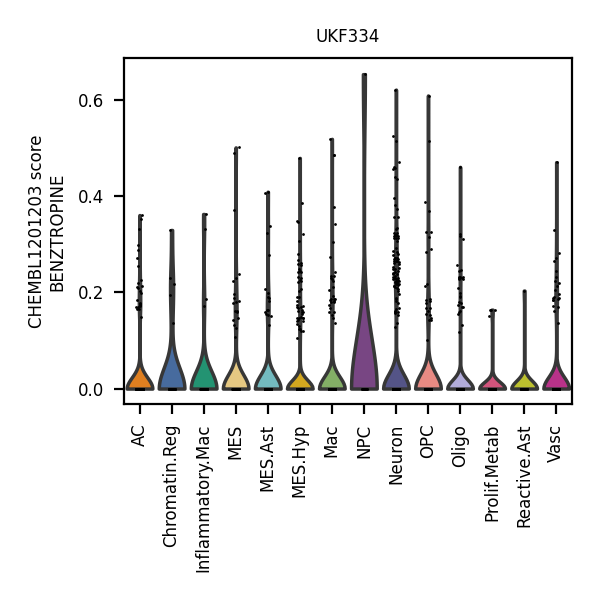 UKF334
CHEMBL1201203 score
BENZTROPINE
0.6
0.4
0.2
0.0
AC
Chromatin.Reg
Inflammatory.Mac
MES
MES.Ast
MES.Hyp
Mac
NPC
Neuron
OPC
Oligo
Prolif.Metab
Reactive.Ast
Vasc